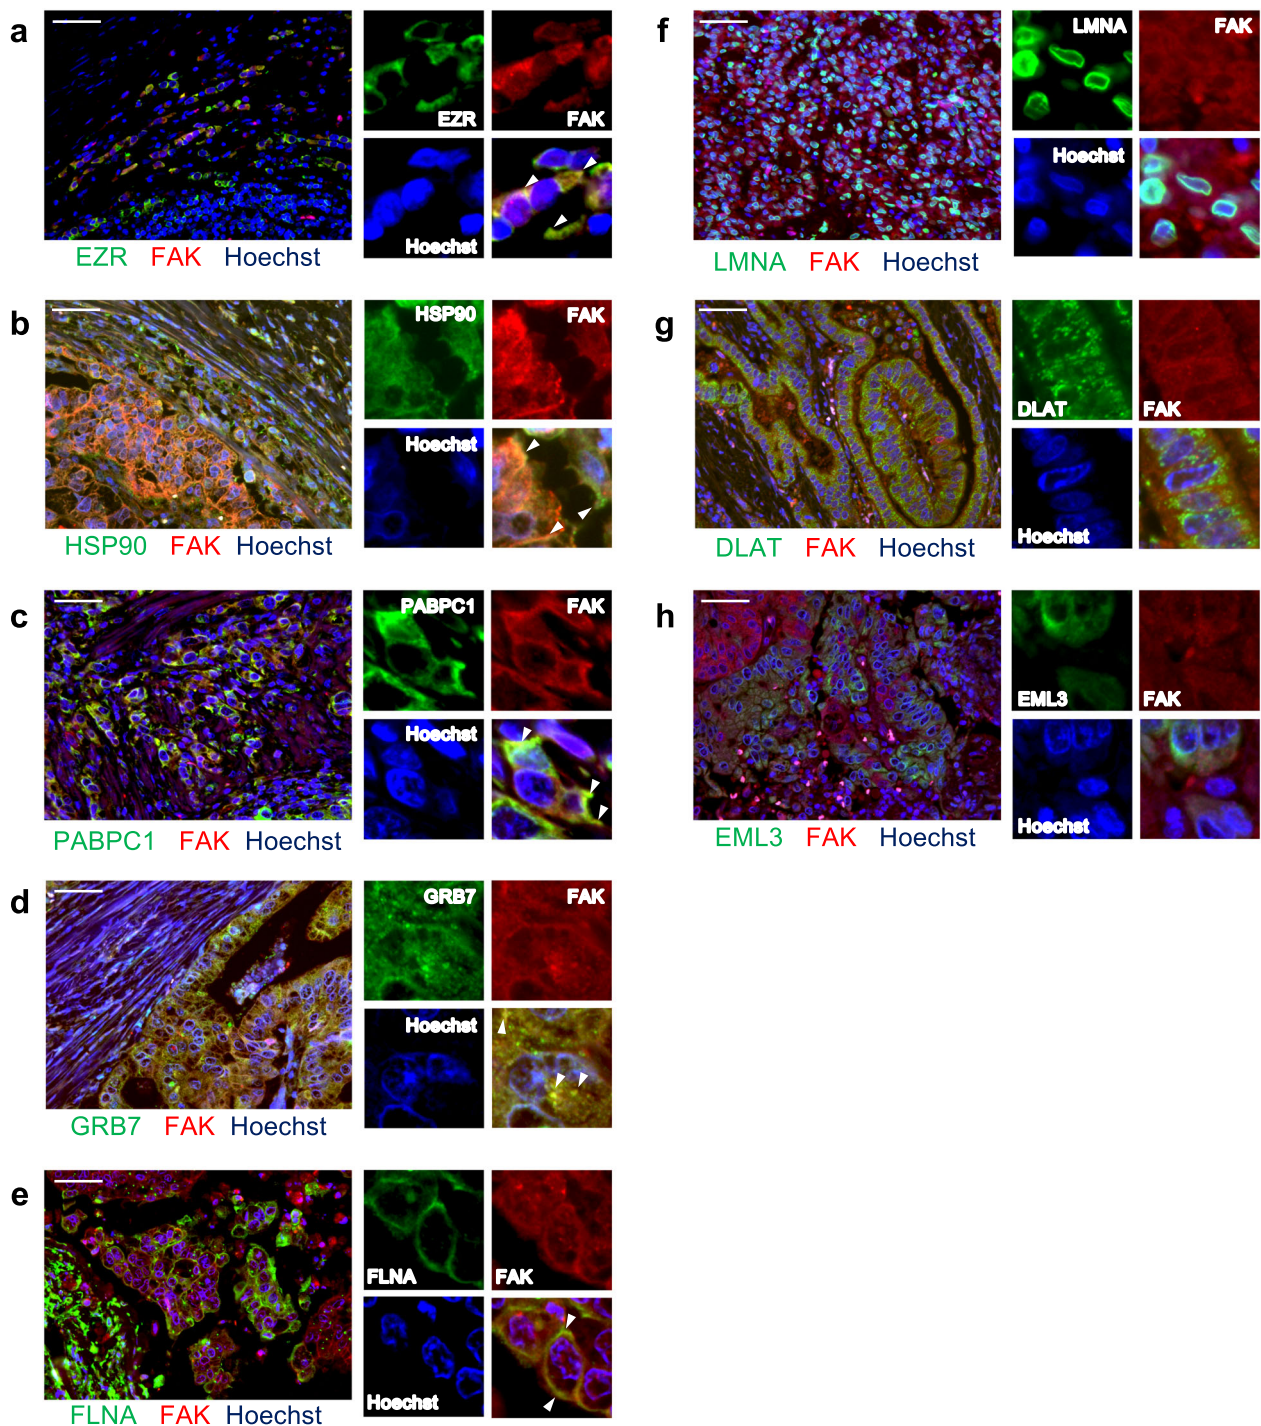 a
EZR
FAK
Hoechst
EZR FAK Hoechst
b
HSP90
FAK
Hoechst
HSP90 FAK Hoechst
c
PABPC1
FAK
Hoechst
PABPC1 FAK Hoechst
d
GRB7
FAK
Hoechst
GRB7 FAK Hoechst
e
FLNA
FAK
Hoechst
FLNA FAK Hoechst
f
LMNA
FAK
Hoechst
LMNA FAK Hoechst
g
DLAT
FAK
Hoechst
DLAT FAK Hoechst
h
EML3
FAK
Hoechst
EML3 FAK Hoechst